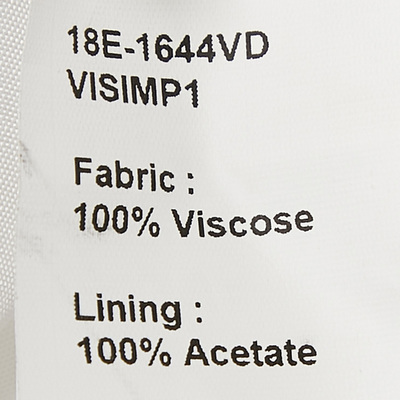 18E-1644VD
VISIMP1
Fabric :
100% Viscose
Lining :
100% Acetate